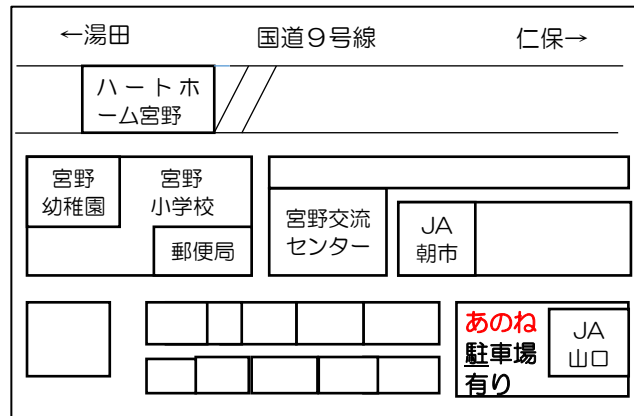 ←湯田 国道9号線 仁保→
ハートホ
ーム宮野
宮野
幼稚園
宮野
小学校
郵便局
宮野交流
センター
JA
朝市
あのね
駐車場
有り
JA
山口